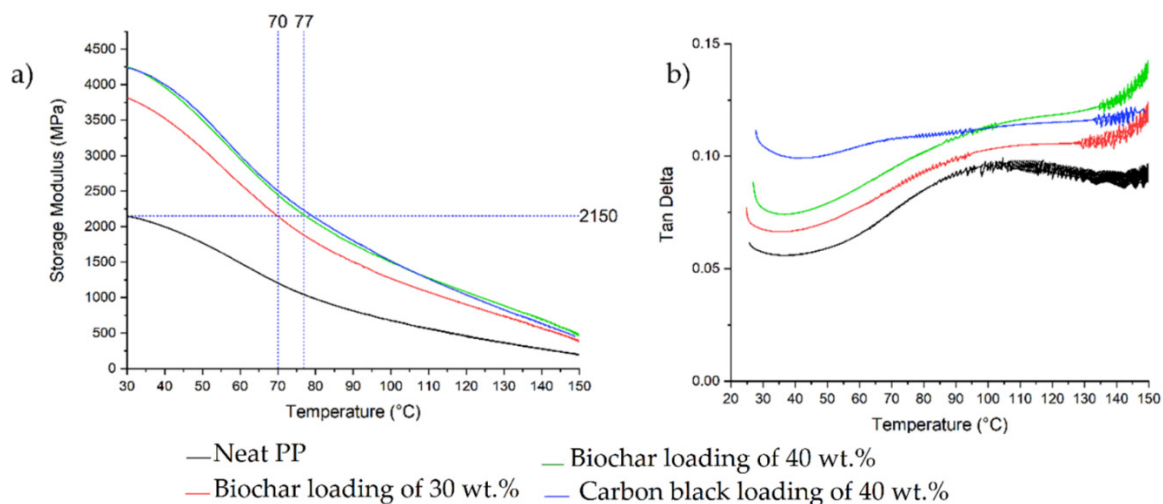 a)
70 77
4500
4000
3500
3000
2500
2000
1500
1000
500
0
Storage Modulus (MPa)
2150
30 40 50 60 70 80 90 100 110 120 130 140 150
Temperature (°C)
b)
0.15
0.10
0.05
0.00
Tan Delta
20 30 40 50 60 70 80 90 100 110 120 130 140 150
Temperature (°C)
Neat PP
Biochar loading of 40 wt.%
Biochar loading of 30 wt.%
Carbon black loading of 40 wt.%